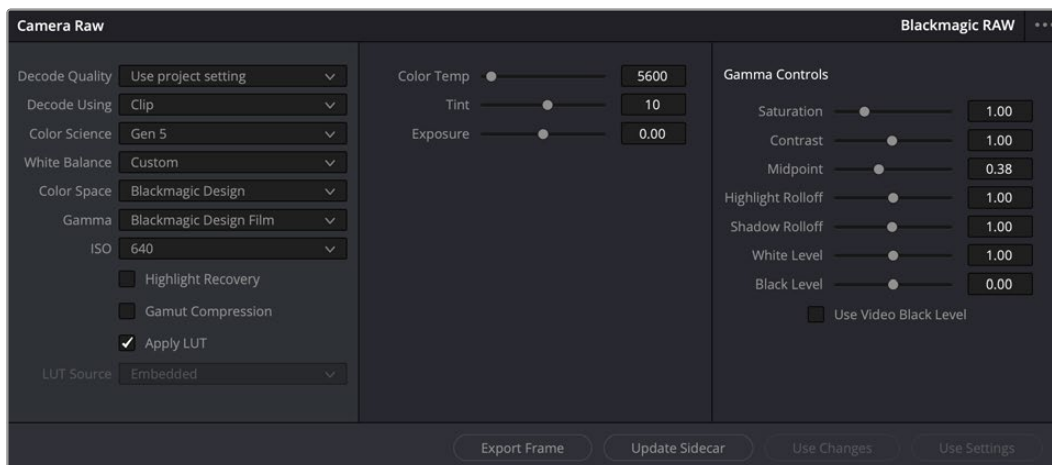 Camera Raw
Blackmagic RAW
Decode Quality Use project setting
Decode Using Clip
Color Science Gen 5
White Balance Custom
Color Space Blackmagic Design
Gamma Blackmagic Design Film
ISO 640
Highlight Recovery
Gamut Compression
Apply LUT
LUT Source Embedded
Color Temp 5600
Tint 10
Exposure 0.00
Gamma Controls
Saturation 1.00
Contrast 1.00
Midpoint 0.38
Highlight Rolloff 1.00
Shadow Rolloff 1.00
White Level 1.00
Black Level 0.00
Use Video Black Level
Export Frame Update Sidecar Use Changes Use Settings